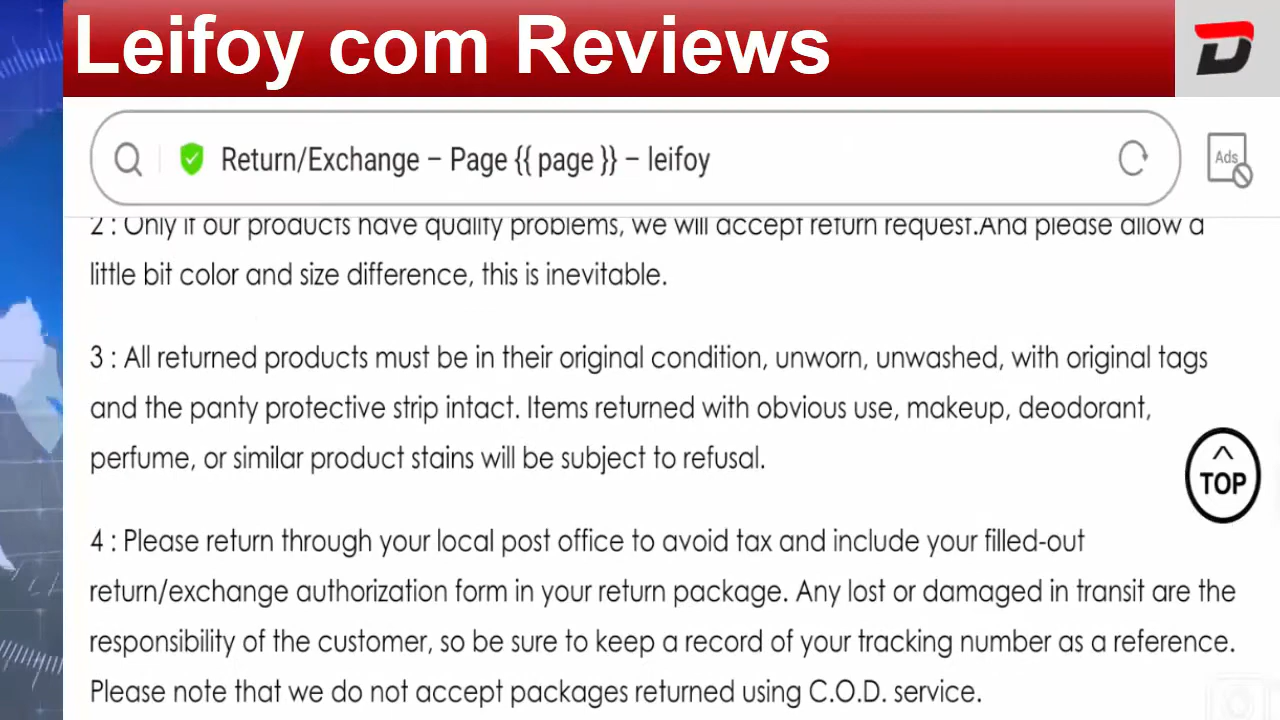 Leifoy com Reviews
D
Return/Exchange – Page {{ page }} – leifoy
Ads
2 : Only if our products have quality problems, we will accept return request.And please allow a
little bit color and size difference, this is inevitable.
3 : All returned products must be in their original condition, unworn, unwashed, with original tags
and the panty protective strip intact. Items returned with obvious use, makeup, deodorant,
perfume, or similar product stains will be subject to refusal.
TOP
4 : Please return through your local post office to avoid tax and include your filled-out
return/exchange authorization form in your return package. Any lost or damaged in transit are the
responsibility of the customer, so be sure to keep a record of your tracking number as a reference.
Please note that we do not accept packages returned using C.O.D. service.